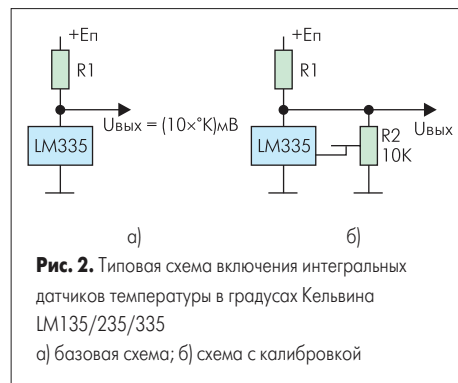 +Eп
+Eп
R1
R1
Uвых = (10×°K)мВ
Uвых
LM335
LM335
R2
10K
а)
б)
Рис. 2. Типовая схема включения интегральных
датчиков температуры в градусах Кельвина
LM135/235/335
а) базовая схема; б) схема с калибровкой